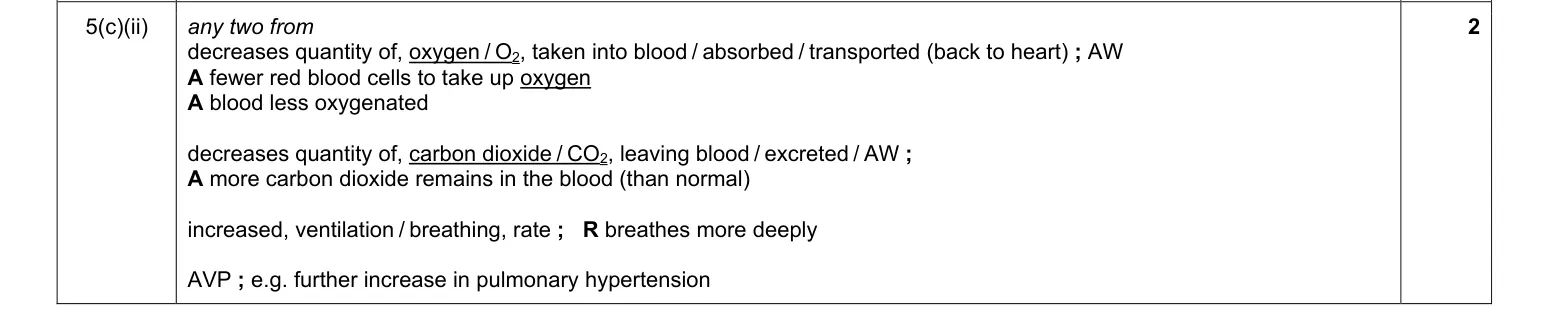 5(c)(ii) any two from 2
decreases quantity of, oxygen / O₂, taken into blood / absorbed / transported (back to heart) ; AW
A fewer red blood cells to take up oxygen
A blood less oxygenated
decreases quantity of, carbon dioxide / CO₂, leaving blood / excreted / AW ;
A more carbon dioxide remains in the blood (than normal)
increased, ventilation / breathing, rate ; R breathes more deeply
AVP ; e.g. further increase in pulmonary hypertension